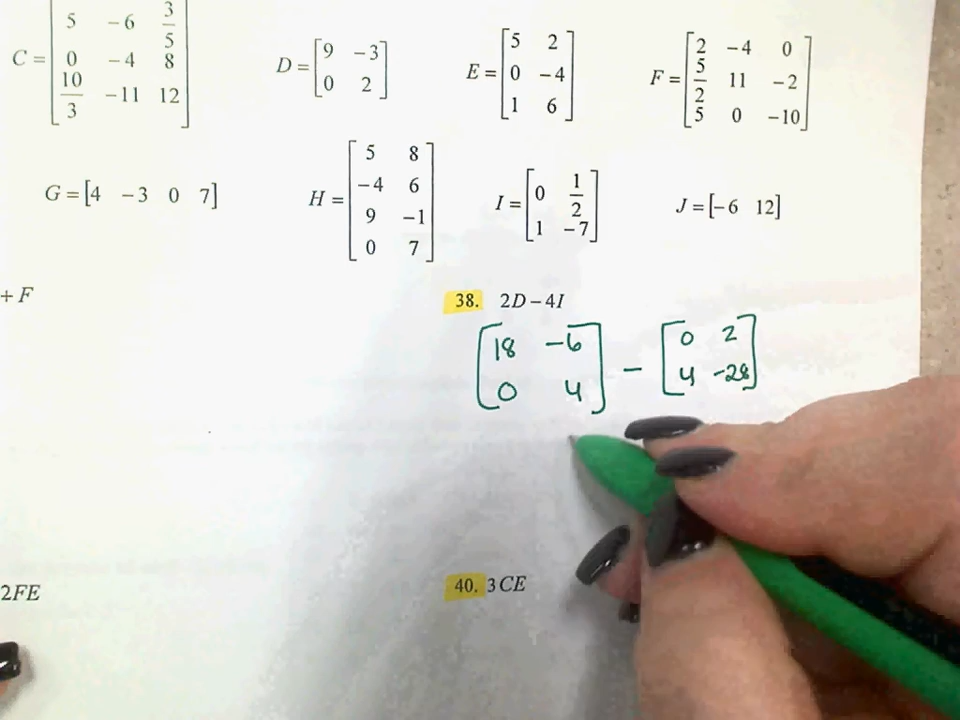 C = [5 -6 3/5
0 -4 8
10/3 -11 12]
D = [9 -3
0 2]
E = [5 2
0 -4
1 6]
F = [2 -4 0
5/2 11 -2
5 0 -10]
G = [4 -3 0 7]
H = [5 8
-4 6
9 -1
0 7]
I = [0 1/2
1 -7]
J = [-6 12]
+ F
38. 2D – 4I
[18 -6
0 4] - [0 2
4 -28]
2FE
40. 3CE